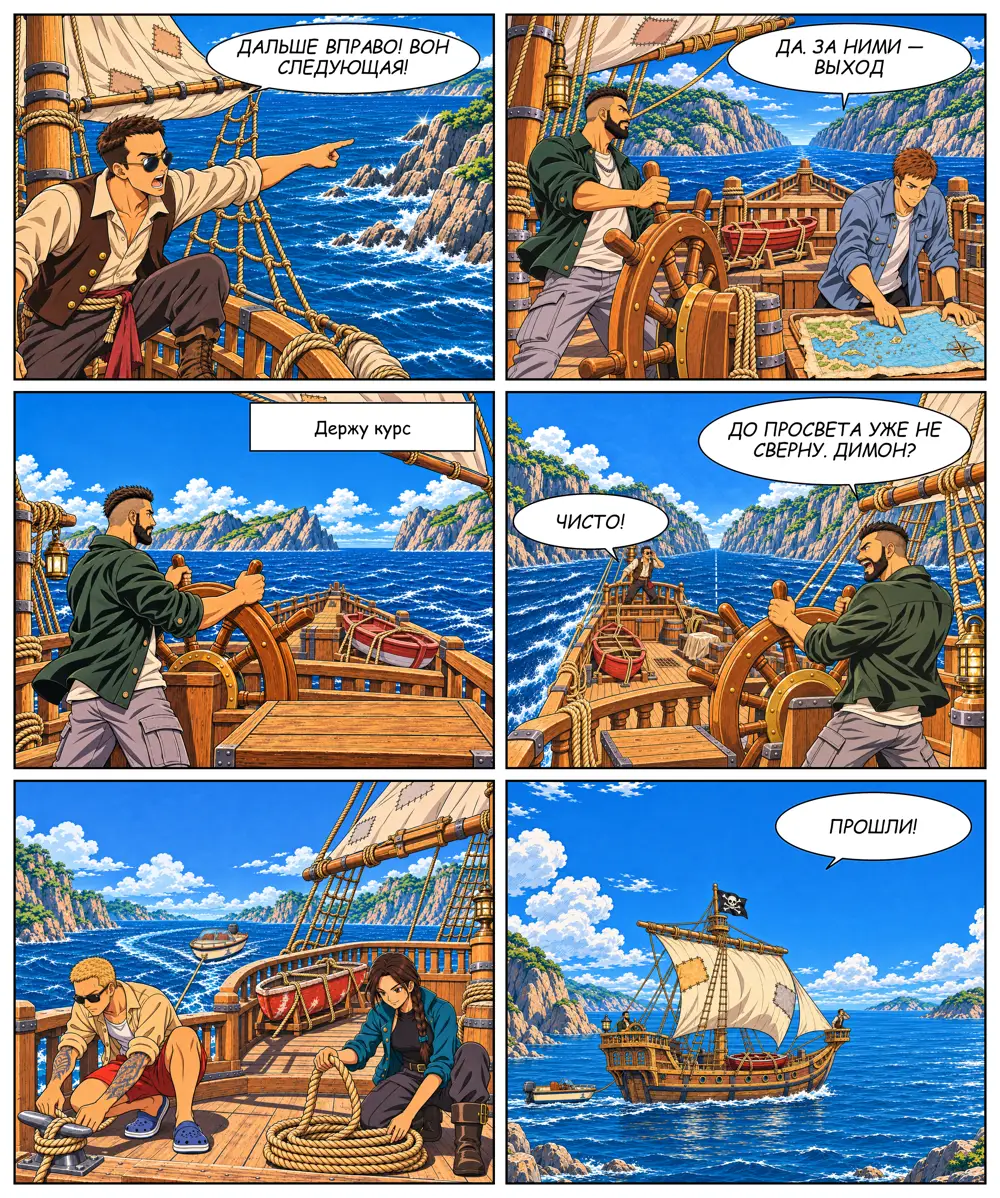 ДАЛЬШЕ ВПРАВО! ВОН
СЛЕДУЮЩАЯ!
ДА. ЗА НИМИ —
ВЫХОД
Держу курс
ДО ПРОСВЕТА УЖЕ НЕ
СВЕРНУ. ДИМОН?
ЧИСТО!
ПРОШЛИ!